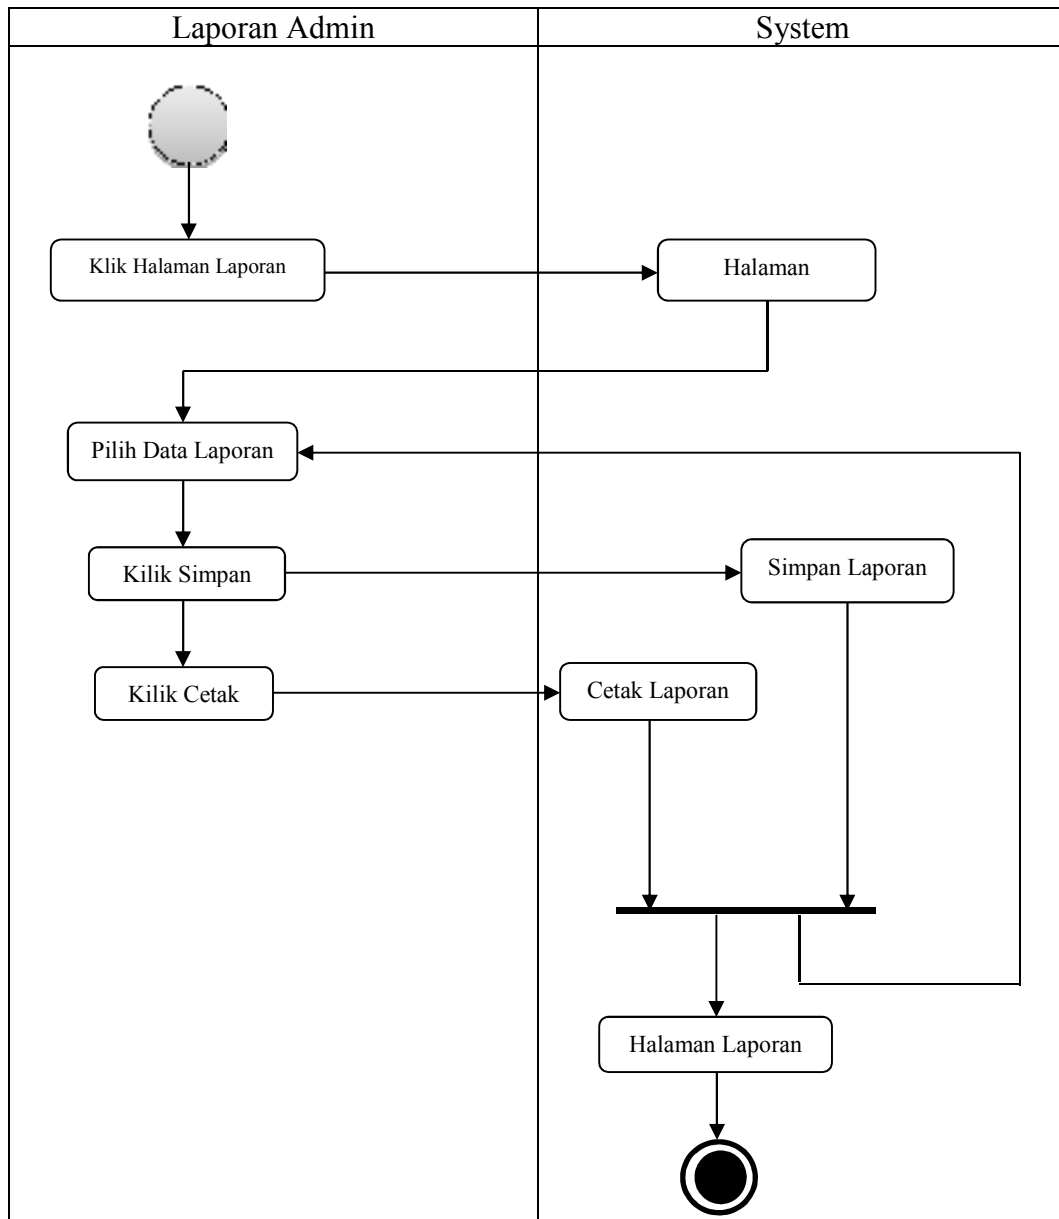 Laporan Admin
System
Klik Halaman Laporan
Halaman
Pilih Data Laporan
Kilik Simpan
Simpan Laporan
Kilik Cetak
Cetak Laporan
Halaman Laporan